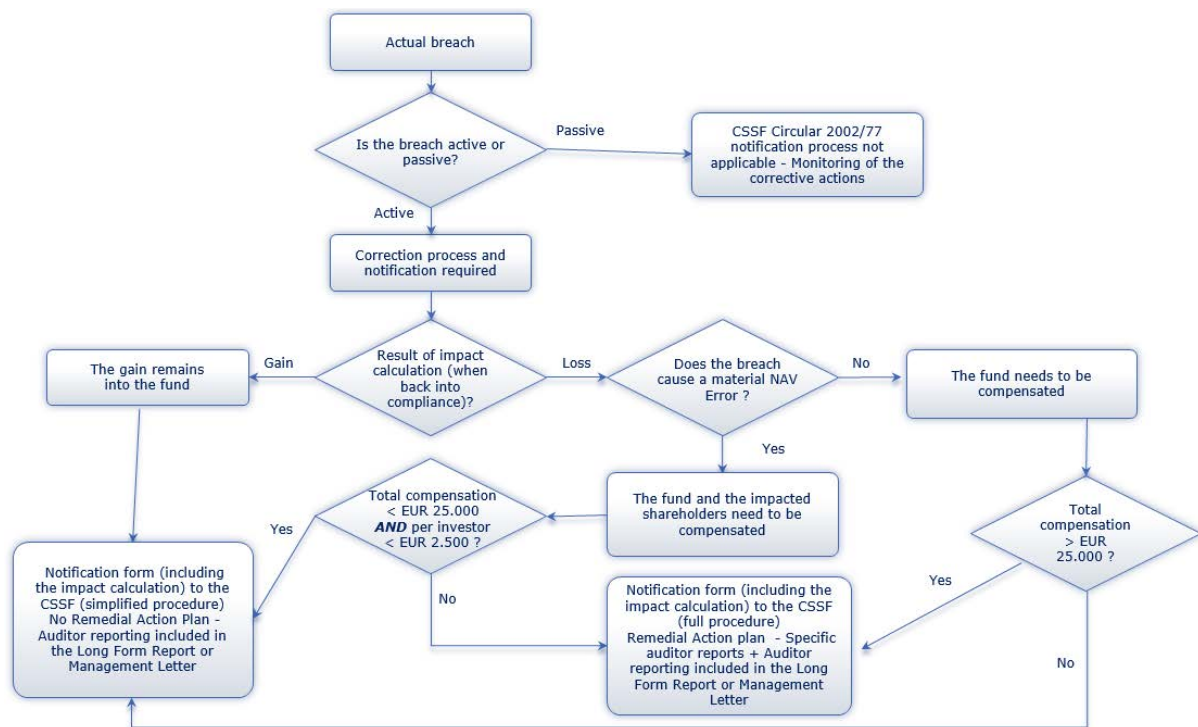 Actual breach
Is the breach active or
passive?
Passive
CSSF Circular 2002/77
notification process not
applicable - Monitoring of the
corrective actions
Active
Correction process and
notification required
The gain remains
into the fund
Gain
Result of impact
calculation (when
back into
compliance)?
Loss
Does the breach
cause a material NAV
Error ?
No
The fund needs to be
compensated
Yes
Total compensation
< EUR 25.000
AND per investor
< EUR 2.500 ?
The fund and the impacted
shareholders need to be
compensated
Total
compensation
> EUR
25.000 ?
Yes
Notification form (including
the impact calculation) to the
CSSF (simplified procedure)
No Remedial Action Plan -
Auditor reporting included in
the Long Form Report or
Management Letter
No
Notification form (including the
impact calculation) to the CSSF
(full procedure)
Remedial Action plan  - Specific
auditor reports + Auditor
reporting included in the Long
Form Report or Management
Letter
Yes
No